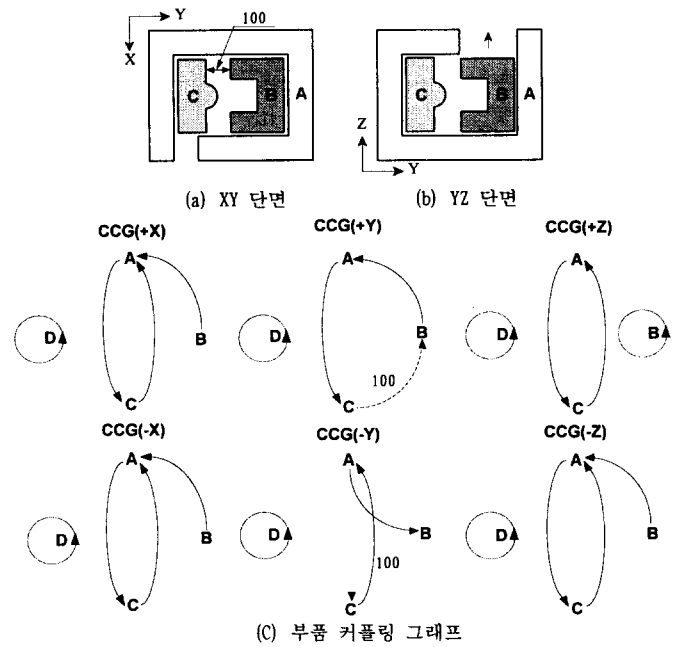 Y
100
X
C
B
A
(a) XY 단면
C
B
A
Z
Y
(b) YZ 단면
CCG(+X)
A
D
B
C
CCG(+Y)
A
D
B
100
C
CCG(+Z)
A
D
B
C
CCG(-X)
A
D
B
C
CCG(-Y)
A
D
B
100
C
CCG(-Z)
A
D
B
C
(C) 부품 커플링 그래프